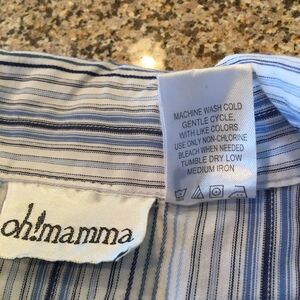 MACHINE WASH COLD
GENTLE CYCLE,
WITH LIKE COLORS
USE ONLY NON-CHLORINE
BLEACH WHEN NEEDED
TUMBLE DRY LOW
MEDIUM IRON
oh!mamma